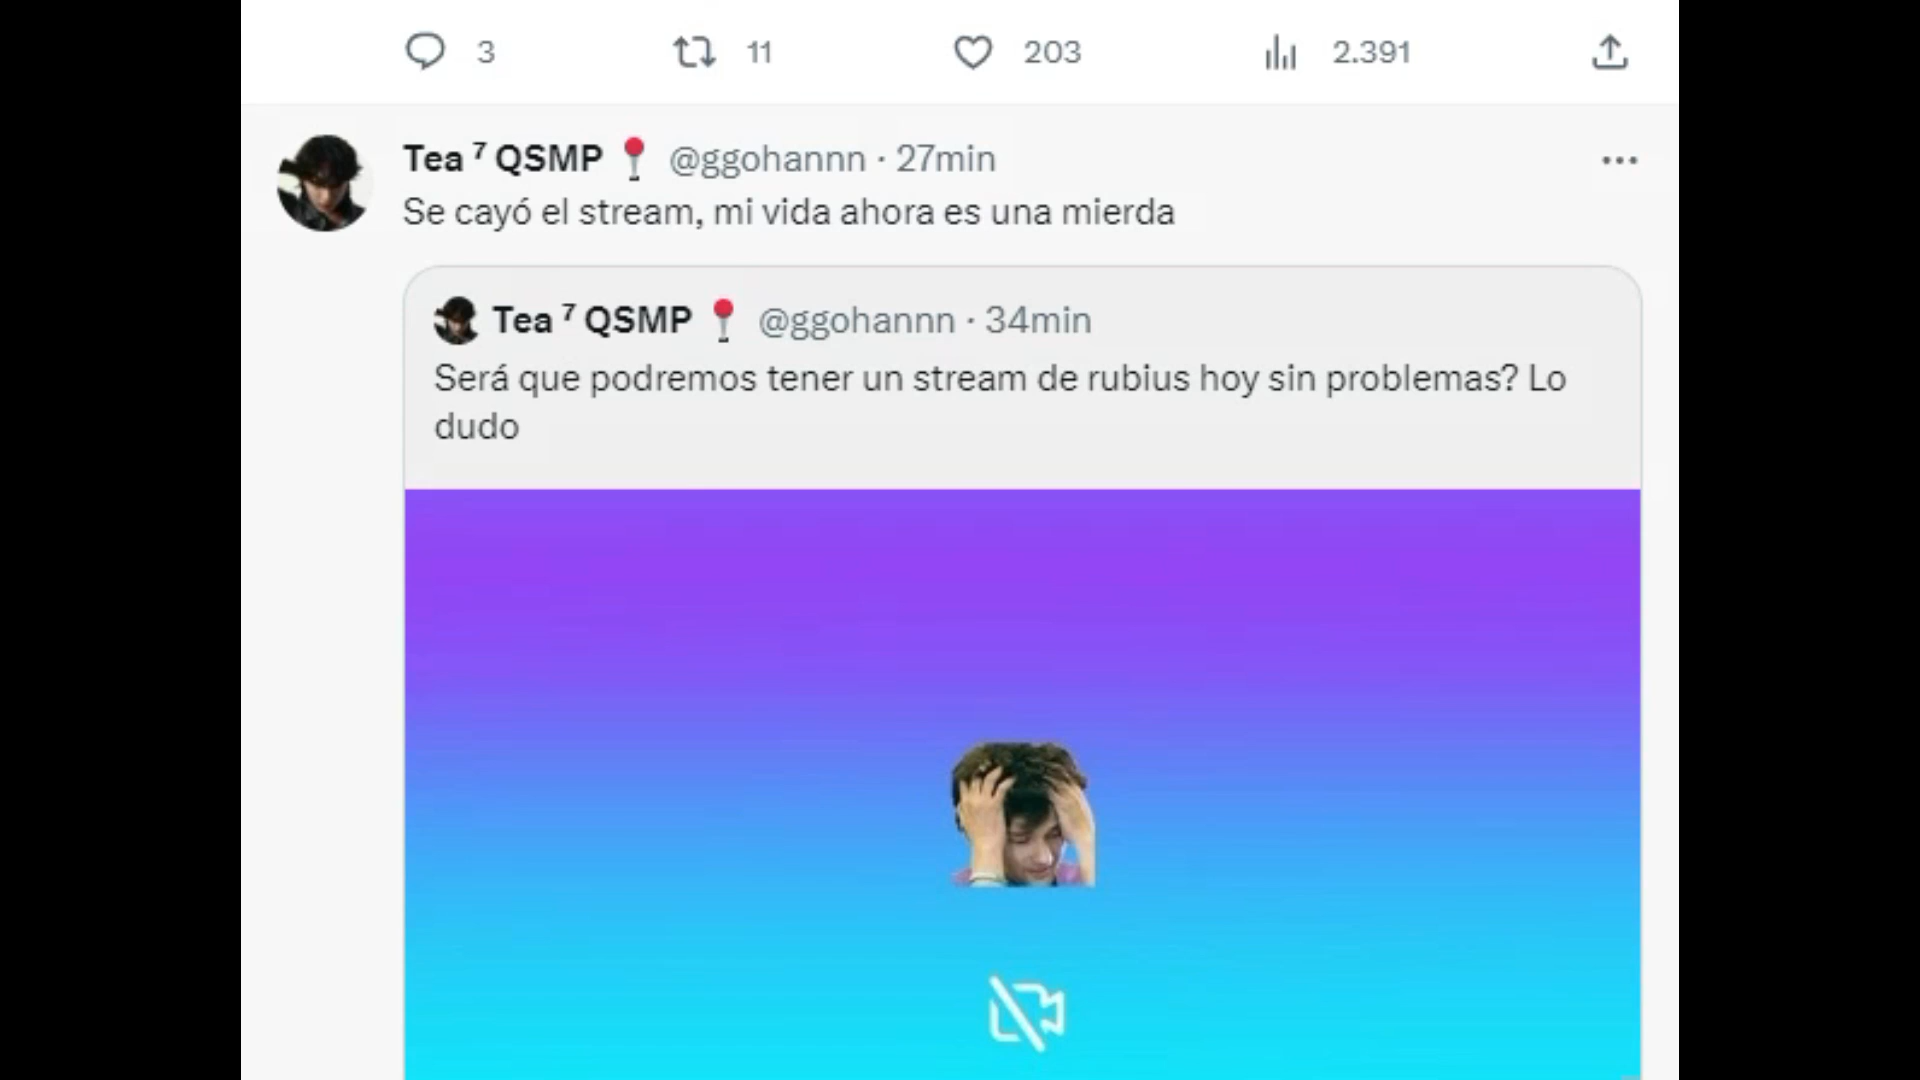 3 11 203 2.391
Tea ⁷ QSMP 📍 @ggohannn · 27min
Se cayó el stream, mi vida ahora es una mierda
Tea ⁷ QSMP 📍 @ggohannn · 34min
Será que podremos tener un stream de rubius hoy sin problemas? Lo
dudo